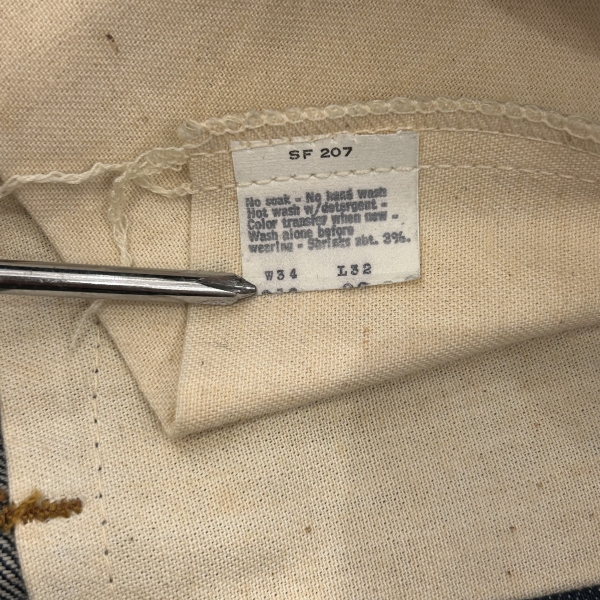 SF 207
No soak - No hand wash
Hot wash w/detergent -
Color transfer when new -
Wash alone before
wearing - Shrinks abt. 3%.
W34 L32